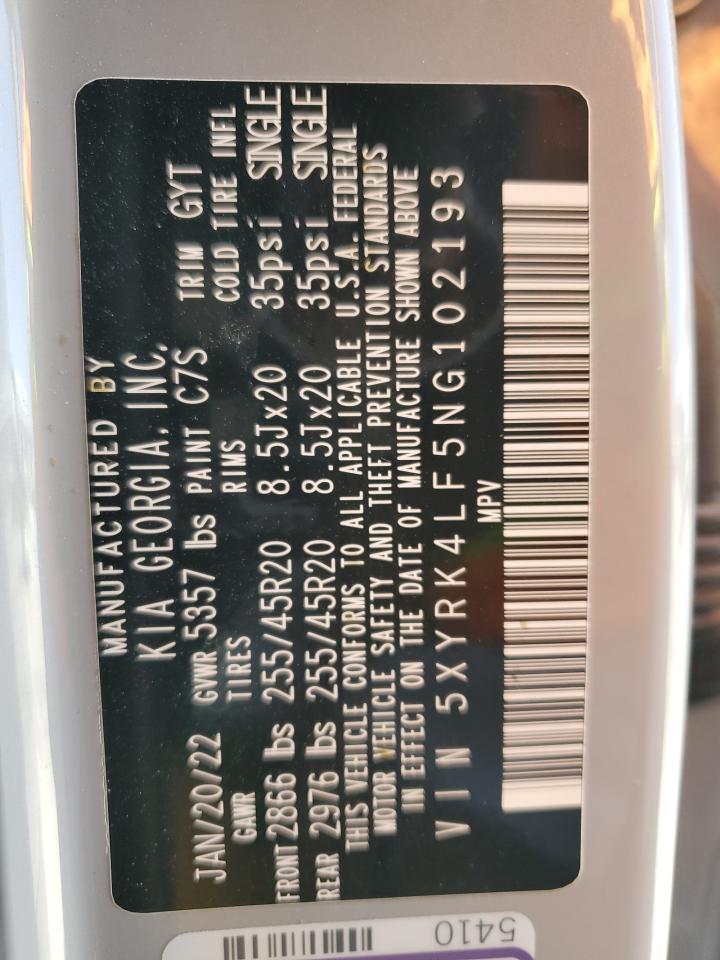 MANUFACTURED BY
KIA GEORGIA, INC.
JAN/20/22 GVWR 5357 lbs PAINT C7S TRIM GYT
GAWR TIRES RIMS COLD TIRE INFL
FRONT 2866 lbs 255/45R20 8.5Jx20 35psi SINGLE
REAR 2976 lbs 255/45R20 8.5Jx20 35psi SINGLE
THIS VEHICLE CONFORMS TO ALL APPLICABLE U.S.A. FEDERAL
MOTOR VEHICLE SAFETY AND THEFT PREVENTION STANDARDS
IN EFFECT ON THE DATE OF MANUFACTURE SHOWN ABOVE
VIN 5XYRK4LF5NG102193
MPV
5410